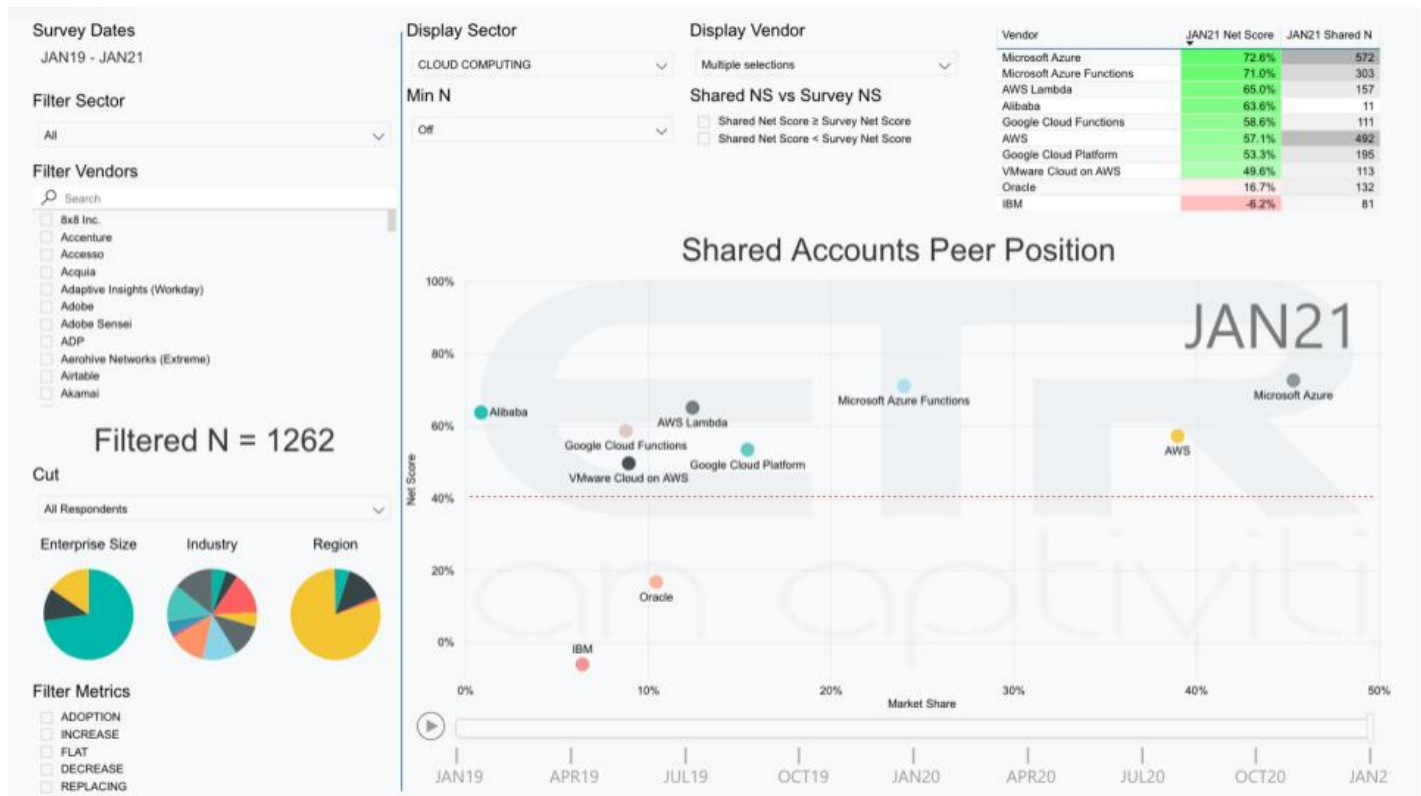 Survey Dates
JAN19 - JAN21
Filter Sector
All
Filter Vendors
Search
8x8 Inc.
Accenture
Accesso
Acquia
Adaptive Insights (Workday)
Adobe
Adobe Sensei
ADP
Aerohive Networks (Extreme)
Airtable
Akamai
Filtered N = 1262
Cut
All Respondents
Enterprise Size Industry Region
Filter Metrics
ADOPTION
INCREASE
FLAT
DECREASE
REPLACING
Display Sector
CLOUD COMPUTING
Min N
Off
Display Vendor
Multiple selections
Shared NS vs Survey NS
Shared Net Score ≥ Survey Net Score
Shared Net Score < Survey Net Score
Vendor JAN21 Net Score JAN21 Shared N
Microsoft Azure 72.6% 572
Microsoft Azure Functions 71.0% 303
AWS Lambda 65.0% 157
Alibaba 63.6% 11
Google Cloud Functions 58.6% 111
AWS 57.1% 492
Google Cloud Platform 53.3% 195
VMware Cloud on AWS 49.6% 113
Oracle 16.7% 132
IBM -6.2% 81
Shared Accounts Peer Position
ETR
an aptiviti
JAN21
100%
80%
60%
40%
20%
0%
Net Score
Microsoft Azure
Microsoft Azure Functions
Alibaba
AWS Lambda
Google Cloud Functions
AWS
Google Cloud Platform
VMware Cloud on AWS
Oracle
IBM
0% 10% 20% 30% 40% 50%
Market Share
JAN19 APR19 JUL19 OCT19 JAN20 APR20 JUL20 OCT20 JAN2